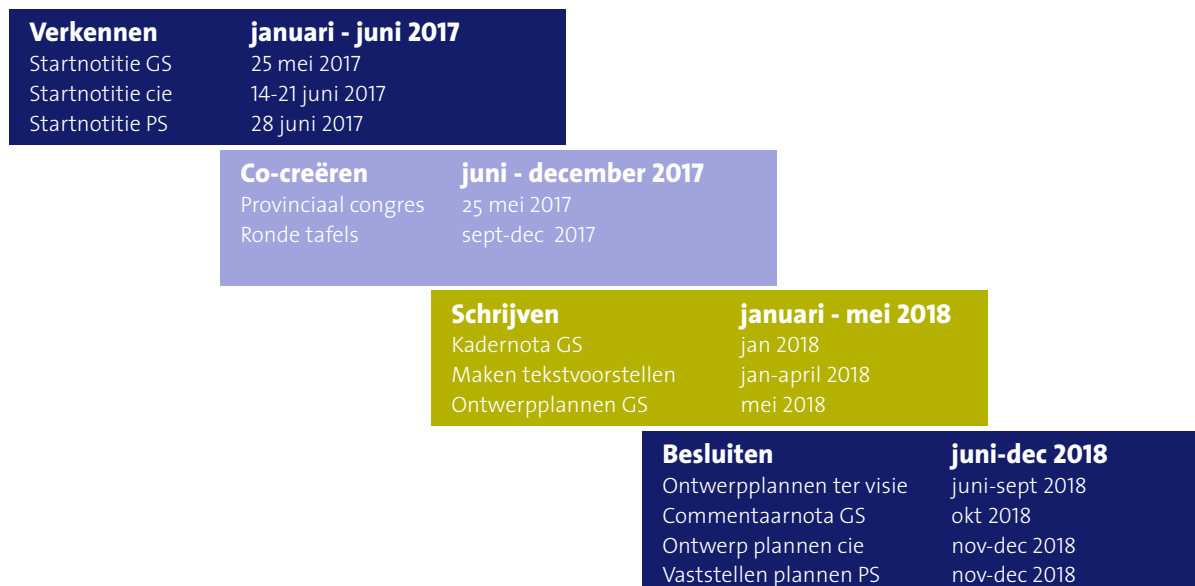 Verkennen januari - juni 2017
Startnotitie GS 25 mei 2017
Startnotitie cie 14-21 juni 2017
Startnotitie PS 28 juni 2017
Co-creëren juni - december 2017
Provinciaal congres 25 mei 2017
Ronde tafels sept-dec 2017
Schrijven januari - mei 2018
Kadernota GS jan 2018
Maken tekstvoorstellen jan-april 2018
Ontwerpplannen GS mei 2018
Besluiten juni-dec 2018
Ontwerpplannen ter visie juni-sept 2018
Commentaarnota GS okt 2018
Ontwerp plannen cie nov-dec 2018
Vaststellen plannen PS nov-dec 2018